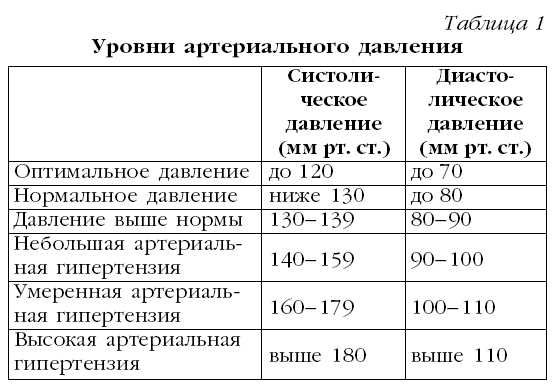 Таблица 1
Уровни артериального давления
Систоли-
ческое
давление
(мм рт. ст.)
Диасто-
лическое
давление
(мм рт. ст.)
Оптимальное давление до 120 до 70
Нормальное давление ниже 130 до 80
Давление выше нормы 130–139 80–90
Небольшая артериаль-
ная гипертензия 140–159 90–100
Умеренная артериаль-
ная гипертензия 160–179 100–110
Высокая артериальная
гипертензия выше 180 выше 110